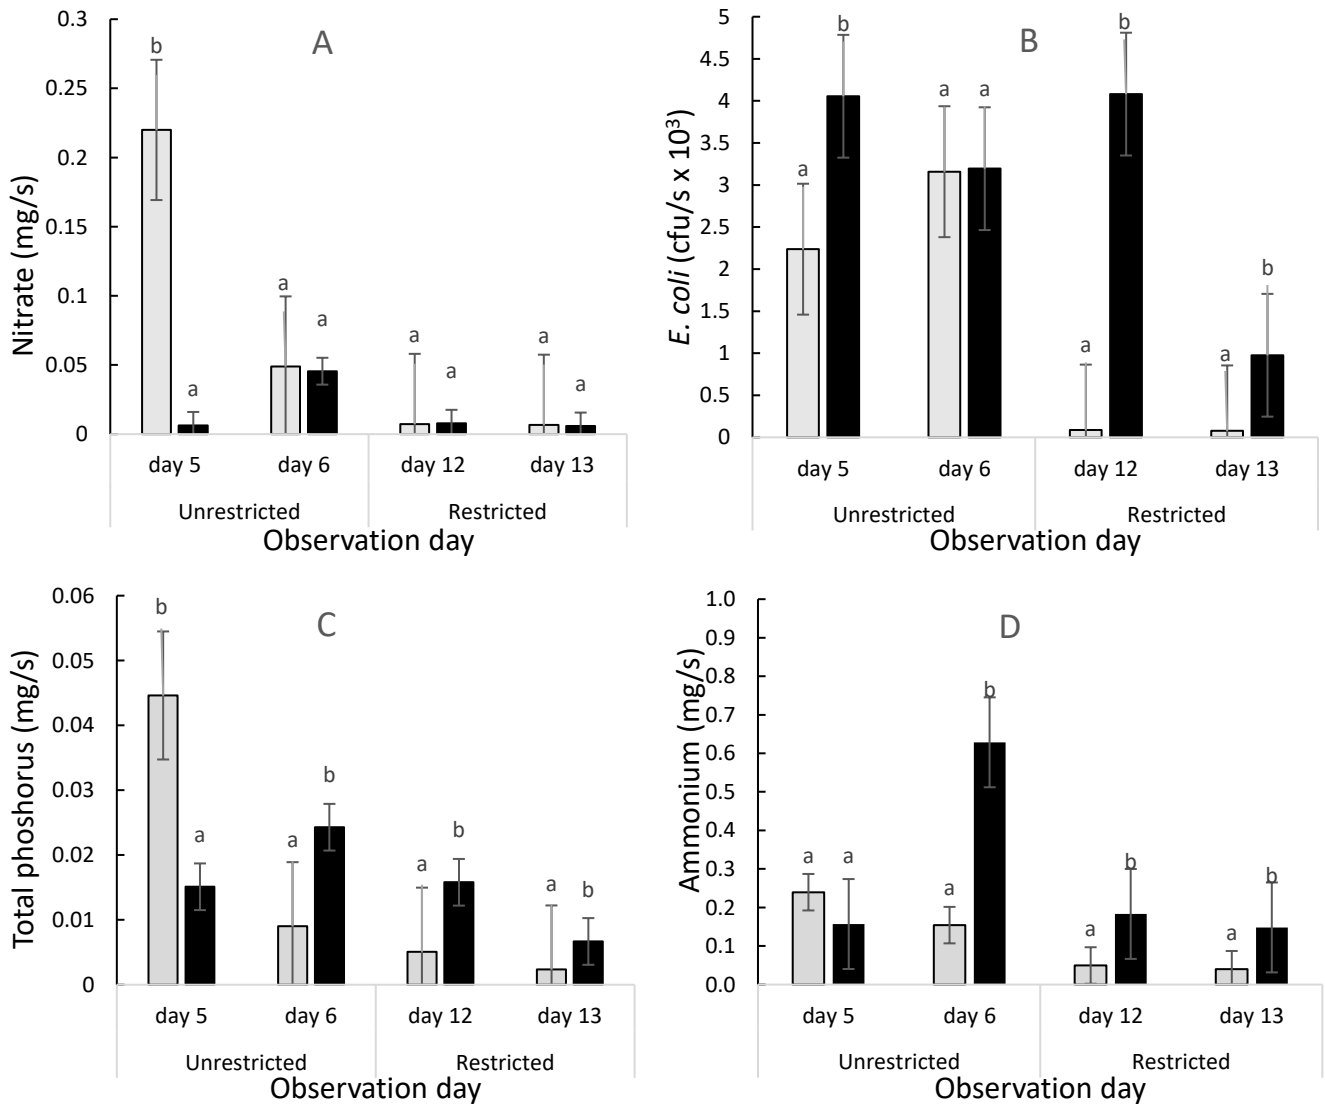 A
Nitrate (mg/s)
0.3
0.25
0.2
0.15
0.1
0.05
0
b
a
a
a
a
a
a
a
day 5 day 6 day 12 day 13
Unrestricted Restricted
Observation day
B
E. coli (cfu/s x 10³)
5
4.5
4
3.5
3
2.5
2
1.5
1
0.5
0
a
b
a
a
a
b
a
b
day 5 day 6 day 12 day 13
Unrestricted Restricted
Observation day
C
Total phoshorus (mg/s)
0.06
0.05
0.04
0.03
0.02
0.01
0
b
a
a
b
a
b
a
b
day 5 day 6 day 12 day 13
Unrestricted Restricted
Observation day
D
Ammonium (mg/s)
1.0
0.9
0.8
0.7
0.6
0.5
0.4
0.3
0.2
0.1
0.0
a
a
a
b
a
b
a
b
day 5 day 6 day 12 day 13
Unrestricted Restricted
Observation day